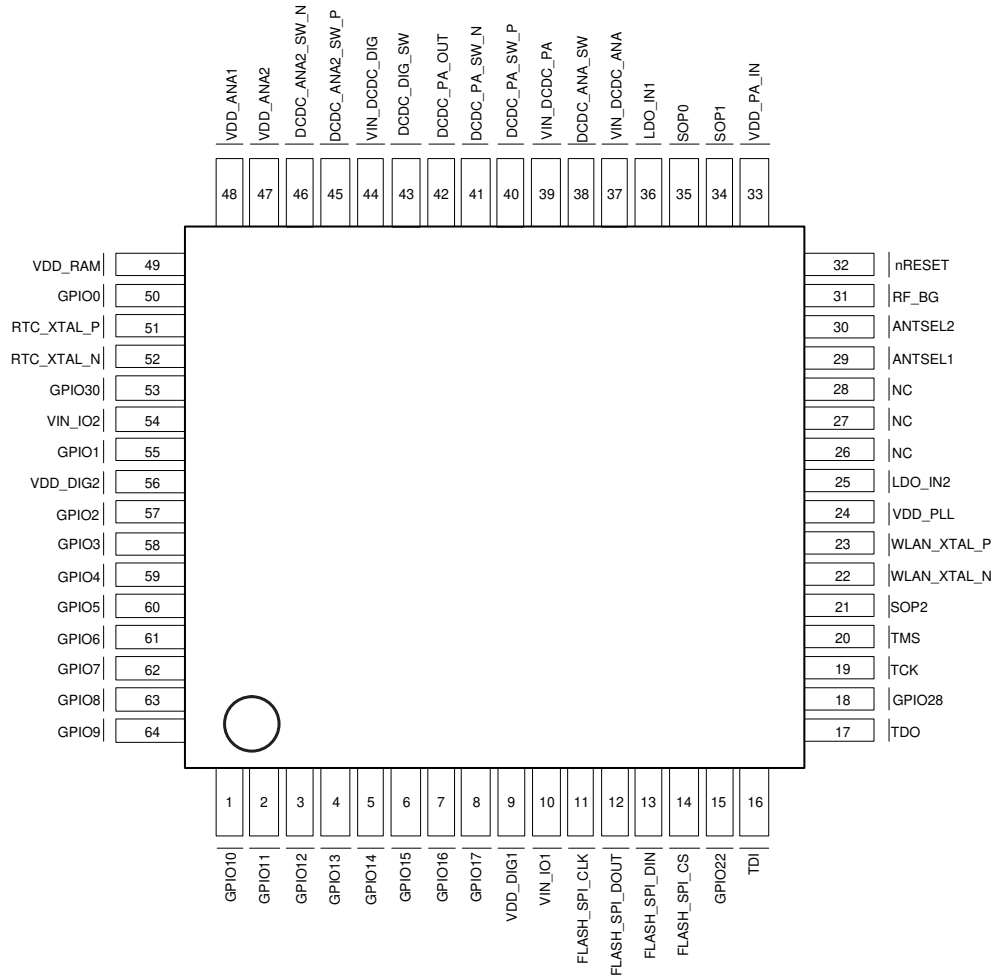 VDD_ANA1
VDD_ANA2
DCDC_ANA2_SW_N
DCDC_ANA2_SW_P
VIN_DCDC_DIG
DCDC_DIG_SW
DCDC_PA_OUT
DCDC_PA_SW_N
DCDC_PA_SW_P
VIN_DCDC_PA
DCDC_ANA_SW
VIN_DCDC_ANA
LDO_IN1
SOP0
SOP1
VDD_PA_IN
48
47
46
45
44
43
42
41
40
39
38
37
36
35
34
33
VDD_RAM 49
GPIO0 50
RTC_XTAL_P 51
RTC_XTAL_N 52
GPIO30 53
VIN_IO2 54
GPIO1 55
VDD_DIG2 56
GPIO2 57
GPIO3 58
GPIO4 59
GPIO5 60
GPIO6 61
GPIO7 62
GPIO8 63
GPIO9 64
32 nRESET
31 RF_BG
30 ANTSEL2
29 ANTSEL1
28 NC
27 NC
26 NC
25 LDO_IN2
24 VDD_PLL
23 WLAN_XTAL_P
22 WLAN_XTAL_N
21 SOP2
20 TMS
19 TCK
18 GPIO28
17 TDO
1
2
3
4
5
6
7
8
9
10
11
12
13
14
15
16
GPIO10
GPIO11
GPIO12
GPIO13
GPIO14
GPIO15
GPIO16
GPIO17
VDD_DIG1
VIN_IO1
FLASH_SPI_CLK
FLASH_SPI_DOUT
FLASH_SPI_DIN
FLASH_SPI_CS
GPIO22
TDI